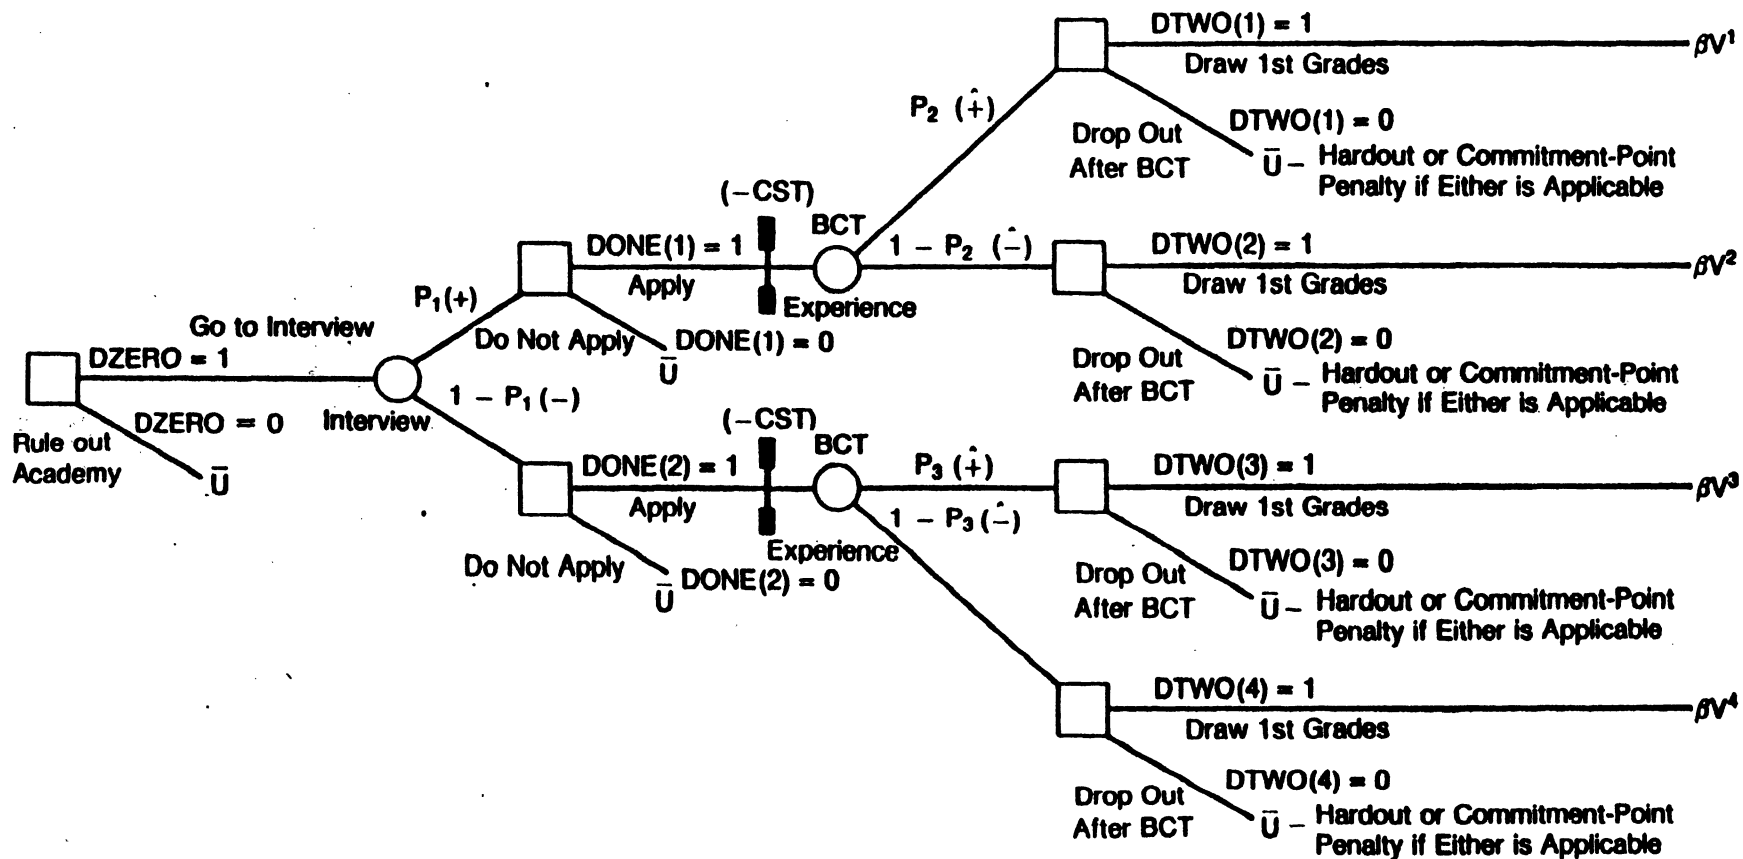 DTWO(1) = 1
βV¹
Draw 1st Grades
P₂ (+̂)
DTWO(1) = 0
Drop Out
After BCT
U̅ – Hardout or Commitment-Point
Penalty if Either is Applicable
(–CST)
BCT
DONE(1) = 1
1 – P₂ (–̂)
DTWO(2) = 1
βV²
Apply
Experience
Draw 1st Grades
P₁(+)
Go to Interview
Do Not Apply
DONE(1) = 0
U̅
DTWO(2) = 0
Drop Out
After BCT
U̅ – Hardout or Commitment-Point
Penalty if Either is Applicable
DZERO = 1
1 – P₁ (–)
Interview
DZERO = 0
Rule out
Academy
U̅
(–CST)
BCT
DONE(2) = 1
P₃ (+̂)
DTWO(3) = 1
βV³
Apply
1 – P₃ (–̂)
Draw 1st Grades
Experience
Do Not Apply
DONE(2) = 0
U̅
DTWO(3) = 0
Drop Out
After BCT
U̅ – Hardout or Commitment-Point
Penalty if Either is Applicable
DTWO(4) = 1
βV⁴
Draw 1st Grades
DTWO(4) = 0
Drop Out
After BCT
U̅ – Hardout or Commitment-Point
Penalty if Either is Applicable